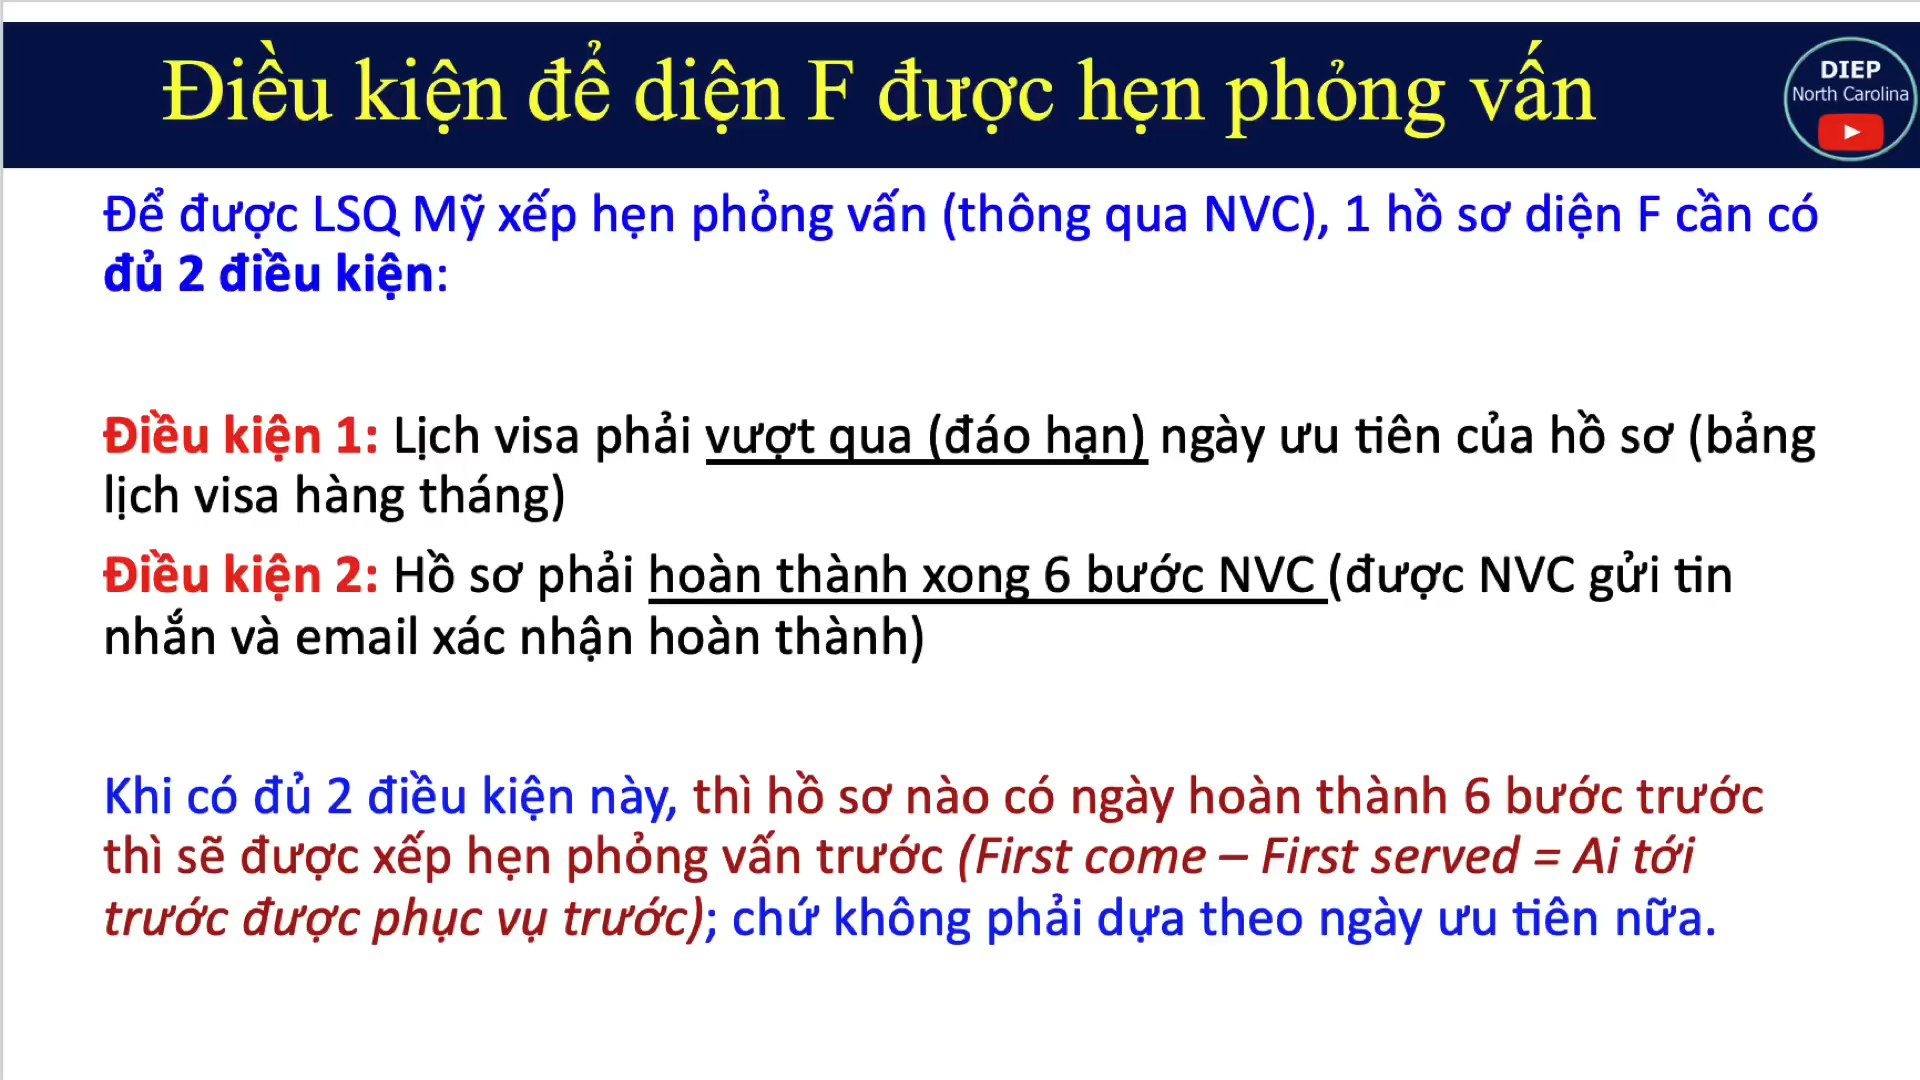 Điều kiện để diện F được hẹn phỏng vấn
DIEP
North Carolina
Để được LSQ Mỹ xếp hẹn phỏng vấn (thông qua NVC), 1 hồ sơ diện F cần có
đủ 2 điều kiện:
Điều kiện 1: Lịch visa phải vượt qua (đáo hạn) ngày ưu tiên của hồ sơ (bảng
lịch visa hàng tháng)
Điều kiện 2: Hồ sơ phải hoàn thành xong 6 bước NVC (được NVC gửi tin
nhắn và email xác nhận hoàn thành)
Khi có đủ 2 điều kiện này, thì hồ sơ nào có ngày hoàn thành 6 bước trước
thì sẽ được xếp hẹn phỏng vấn trước (First come – First served = Ai tới
trước được phục vụ trước); chứ không phải dựa theo ngày ưu tiên nữa.